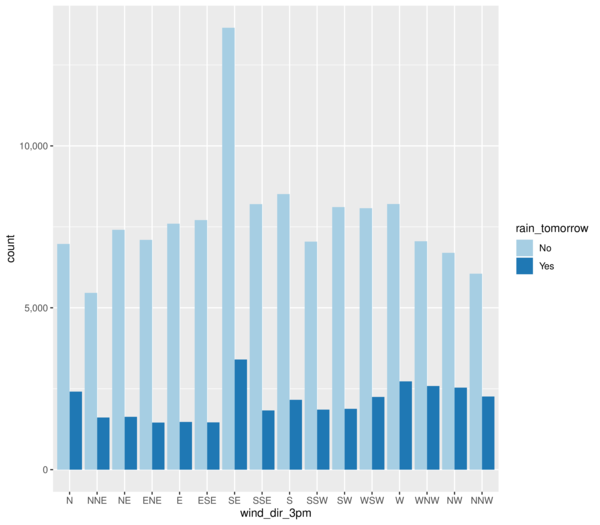 10,000
5,000
0
count
N NNE NE ENE E ESE SE SSE S SSW SW WSW W WNW NW NNW
wind_dir_3pm
rain_tomorrow
No
Yes